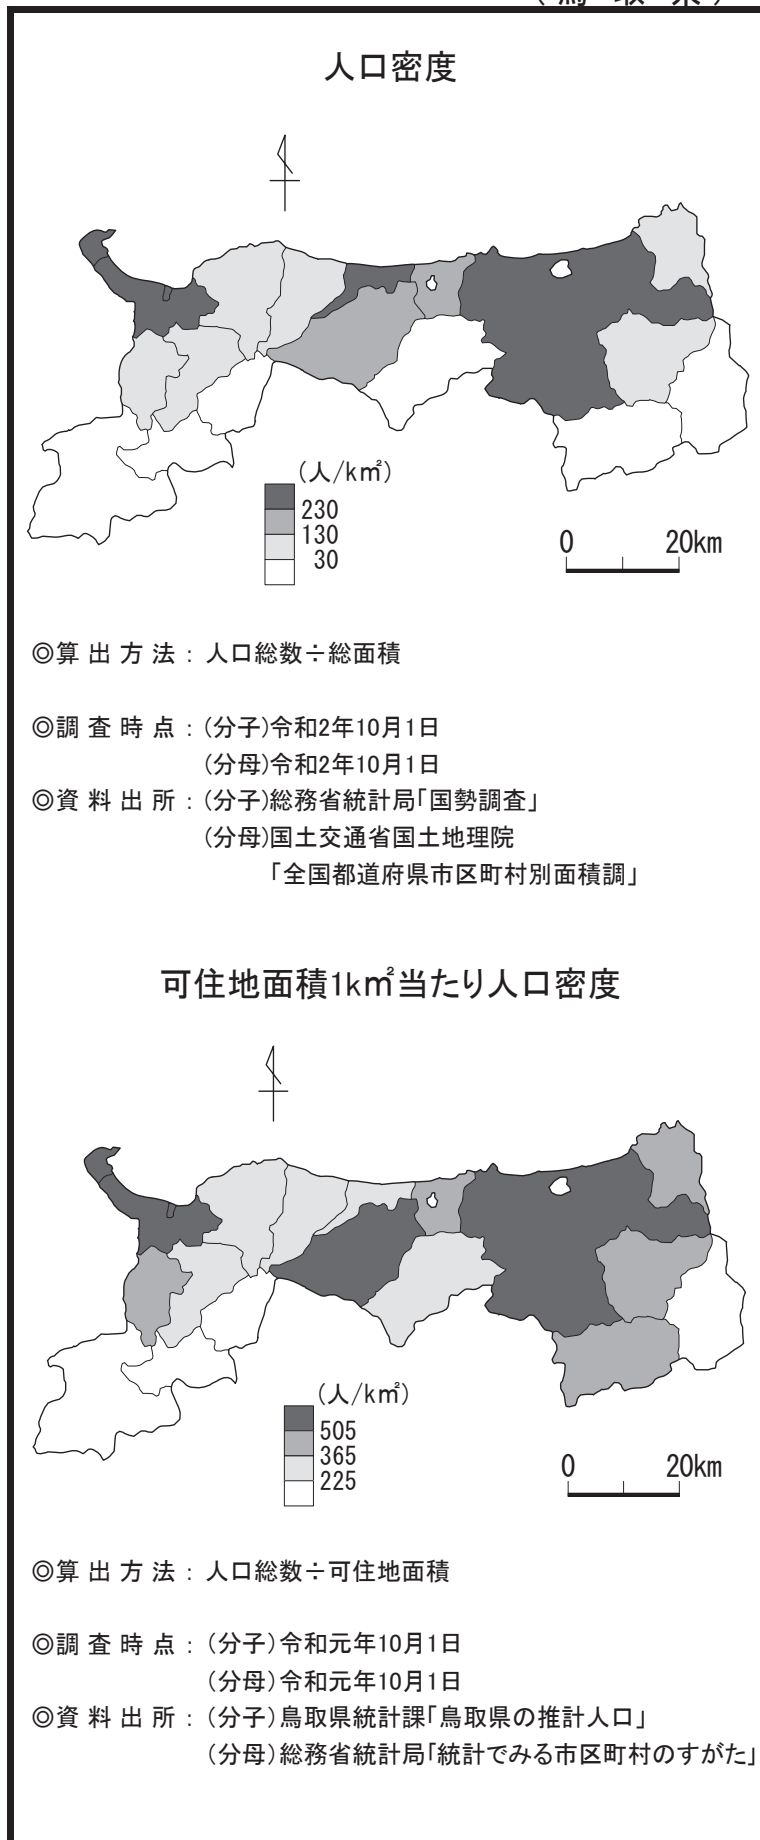 人口密度
(人/k㎡)
230
130
30
0 20km
◎算出方法：人口総数÷総面積
◎調査時点：(分子)令和2年10月1日
(分母)令和2年10月1日
◎資料出所：(分子)総務省統計局「国勢調査」
(分母)国土交通省国土地理院
「全国都道府県市区町村別面積調」
可住地面積1k㎡当たり人口密度
(人/k㎡)
505
365
225
0 20km
◎算出方法：人口総数÷可住地面積
◎調査時点：(分子)令和元年10月1日
(分母)令和元年10月1日
◎資料出所：(分子)鳥取県統計課「鳥取県の推計人口」
(分母)総務省統計局「統計でみる市区町村のすがた」